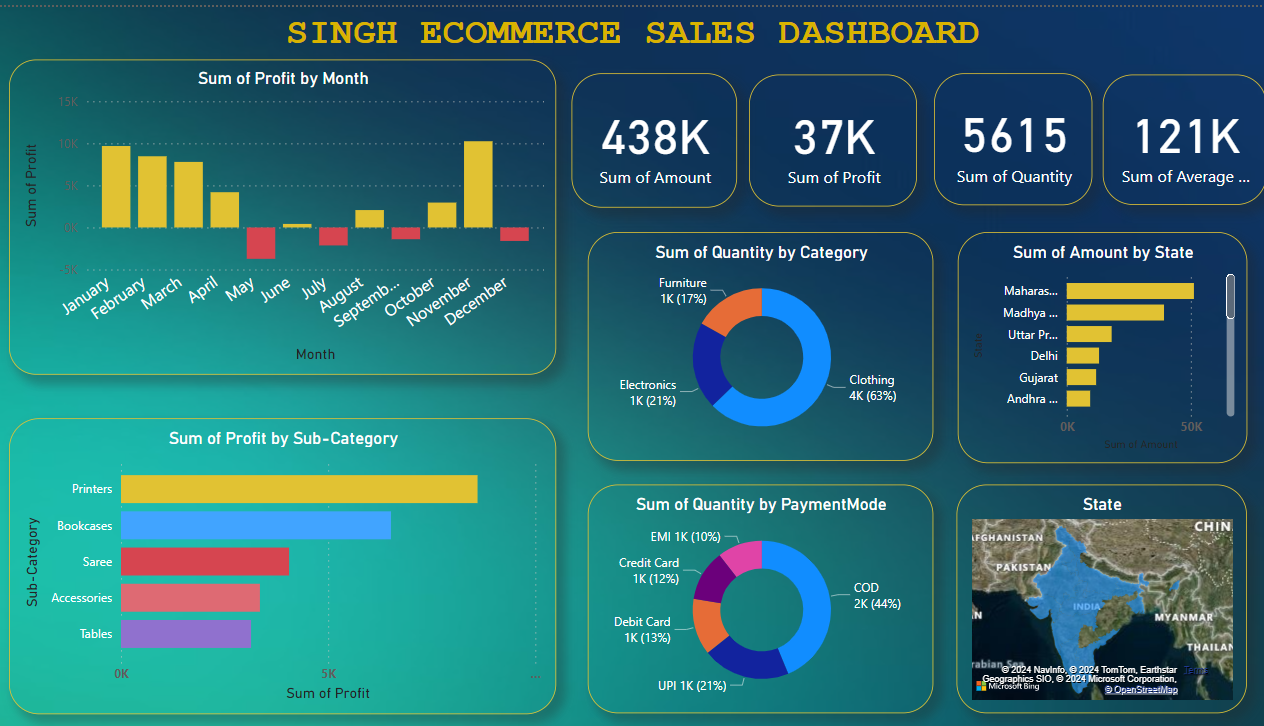 SINGH ECOMMERCE SALES DASHBOARD
Sum of Profit by Month
15K
10K
5K
0K
-5K
Sum of Profit
January
February
March
April
May
June
July
August
Septemb...
October
November
December
Month
438K
Sum of Amount
37K
Sum of Profit
5615
Sum of Quantity
121K
Sum of Average ...
Sum of Quantity by Category
Furniture
1K (17%)
Electronics
1K (21%)
Clothing
4K (63%)
Sum of Amount by State
State
Maharas...
Madhya ...
Uttar Pr...
Delhi
Gujarat
Andhra ...
0K
50K
Sum of Amount
Sum of Profit by Sub-Category
Sub-Category
Printers
Bookcases
Saree
Accessories
Tables
0K
5K
...
Sum of Profit
Sum of Quantity by PaymentMode
EMI 1K (10%)
Credit Card
1K (12%)
Debit Card
1K (13%)
UPI 1K (21%)
COD
2K (44%)
State
CHIN
AFGHANISTAN
PAKISTAN
INDIA
MYANMAR
THAILAN
N
rabian Sea
© 2024 NavInfo, © 2024 TomTom, Earthstar Terms
Geographics SIO, © 2024 Microsoft Corporation,
Microsoft Bing
© OpenStreetMap